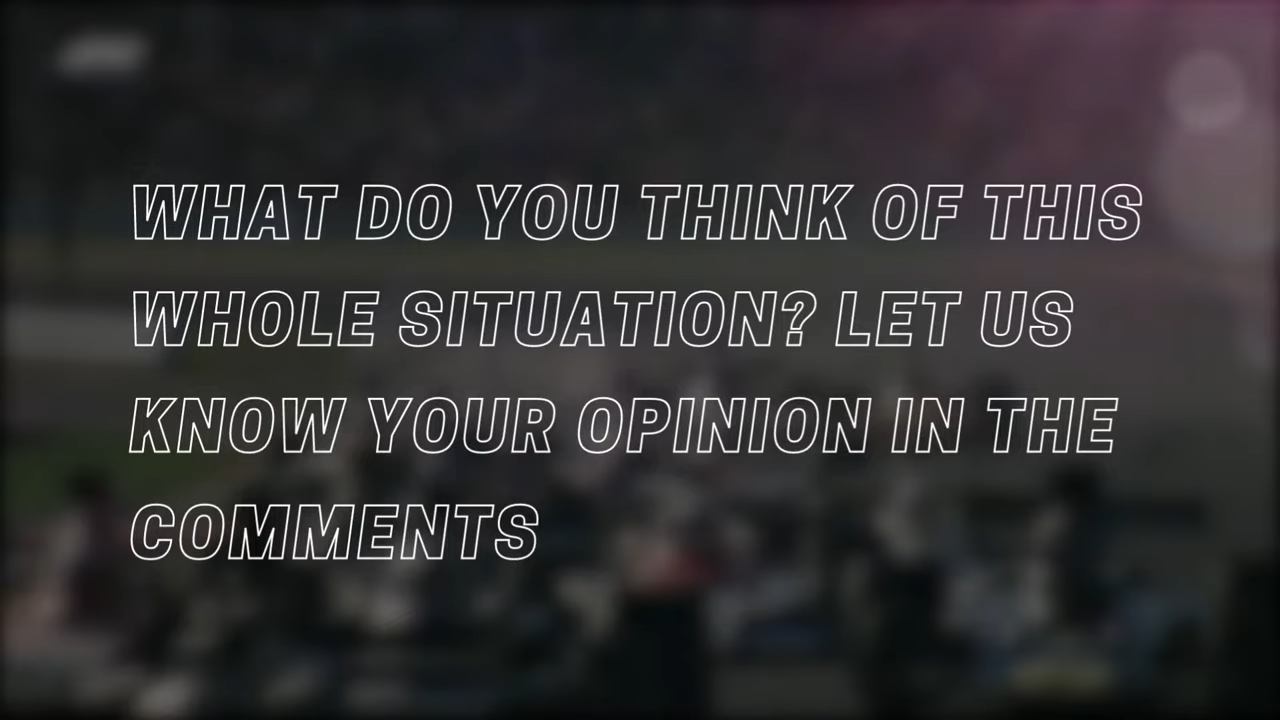 WHAT DO YOU THINK OF THIS
WHOLE SITUATION? LET US
KNOW YOUR OPINION IN THE
COMMENTS